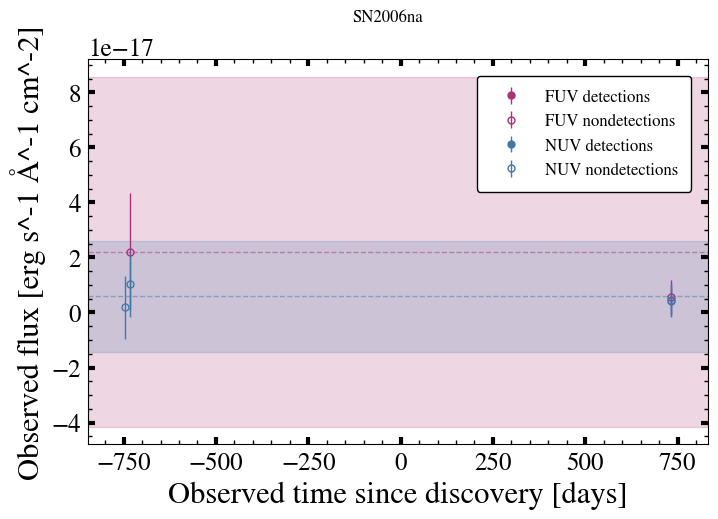 SN2006na
1e−17
Observed flux [erg s^-1 Å^-1 cm^-2]
8
6
4
2
0
−2
−4
FUV detections
FUV nondetections
NUV detections
NUV nondetections
−750 −500 −250 0 250 500 750
Observed time since discovery [days]